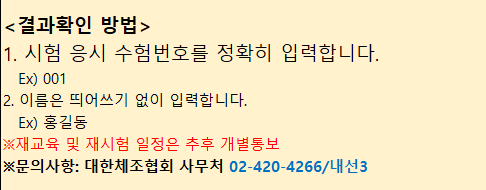 <결과확인 방법>
1. 시험 응시 수험번호를 정확히 입력합니다.
Ex) 001
2. 이름은 띄어쓰기 없이 입력합니다.
Ex) 홍길동
※재교육 및 재시험 일정은 추후 개별통보
※문의사항: 대한체조협회 사무처 02-420-4266/내선3